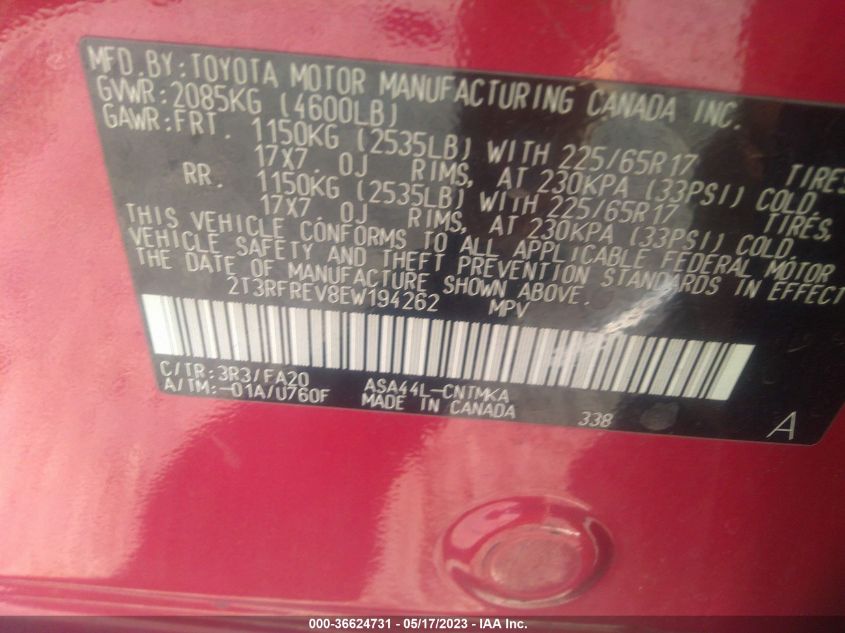 MFD.BY:TOYOTA MOTOR MANUFACTURING CANADA INC.
GVWR:2085KG (4600LB)
GAWR:FRT. 1150KG (2535LB) WITH 225/65R17 TIRES
17X7.0J RIMS, AT 230KPA (33PSI) COLD
RR. 1150KG (2535LB) WITH 225/65R17 TIRES,
17X7.0J RIMS, AT 230KPA (33PSI) COLD.
THIS VEHICLE CONFORMS TO ALL APPLICABLE FEDERAL MOTOR
VEHICLE SAFETY AND THEFT PREVENTION STANDARDS IN EFFECT
THE DATE OF MANUFACTURE SHOWN ABOVE.
2T3RFREV8EW194262 MPV
C/TR:3R3/FA20 ASA44L-CNTMKA
A/TM:-01A/U760F MADE IN CANADA 338 A
000-36624731 - 05/17/2023 - IAA Inc.